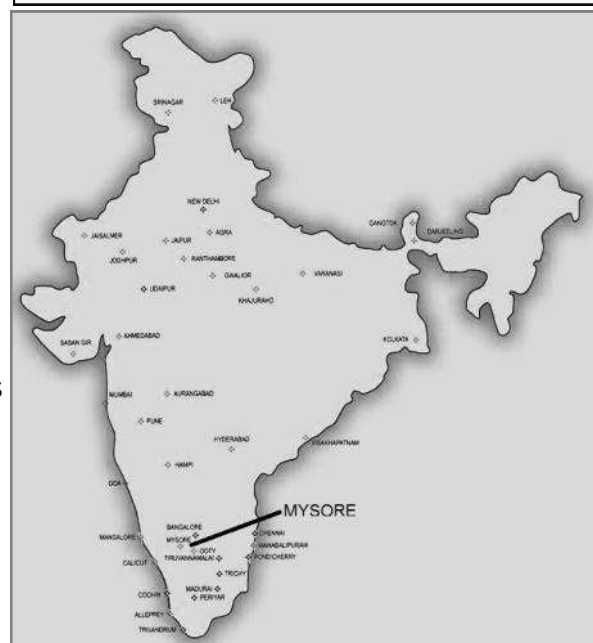 SRINAGAR
LEH
NEW DELHI
GANGTOK
DARJEELING
JAISALMER
JAIPUR
AGRA
JODHPUR
RANTHAMBORE
GWALIOR
VARANASI
UDAIPUR
KHAJURAHO
AHMEDABAD
SASAN GIR
KOLKATA
MUMBAI
AURANGABAD
PUNE
HYDERABAD
VISAKHAPATNAM
HAMPI
GOA
MYSORE
BANGALORE
MANGALORE
MYSORE
CHENNAI
OOTY
MAHABALIPURAM
CALICUT
TIRUVANNAMALAI
PONDICHERRY
TRICHY
COCHIN
MADURAI
PERIYAR
ALLEPPEY
TRIVANDRUM
S